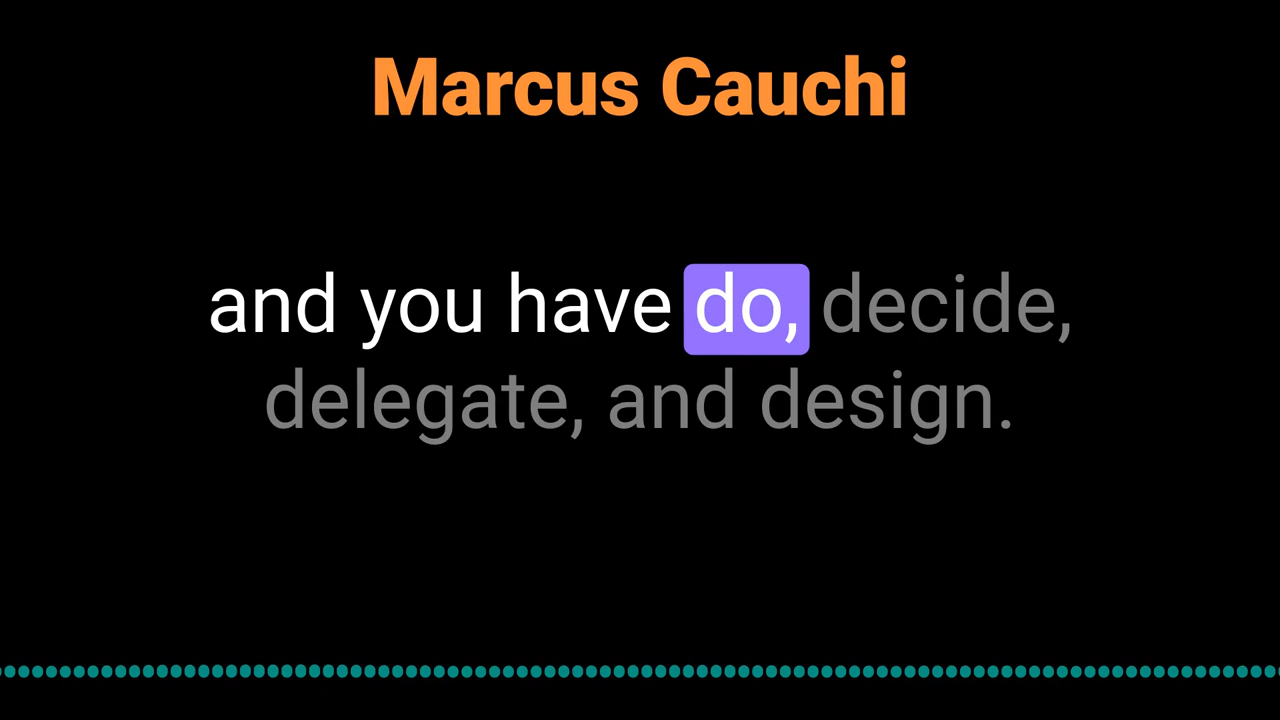 Marcus Cauchi
and you have do, decide,
delegate, and design.